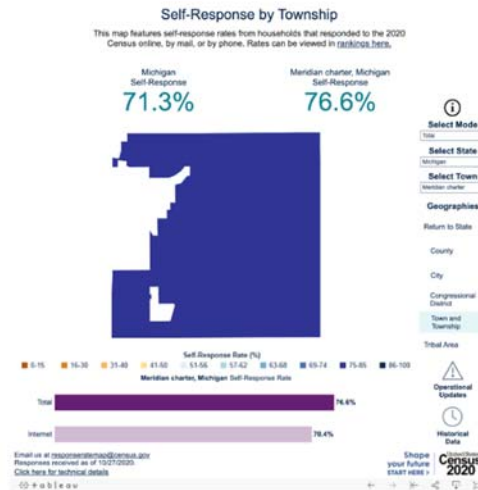 Self-Response by Township
This map features self-response rates from households that responded to the 2020
Census online, by mail, or by phone. Rates can be viewed in rankings here.
Michigan
Self-Response
71.3%
Meridian charter, Michigan
Self-Response
76.6%
Select Mode
Total
Select State
Michigan
Select Town
Meridian charter
Geographies
Return to State
County
City
Congressional
District
Town and
Township
Tribal Area
Operational
Updates
Historical
Data
Self-Response Rate (%)
0-15 16-30 31-40 41-50 51-56 57-62 63-68 69-74 75-85 86-100
Meridian charter, Michigan Self-Response Rate
Total 76.6%
Internet 70.4%
Email us at responseratemap@census.gov
Responses received as of 10/27/2020.
Click here for technical details
Shape
your future
START HERE >
United States
Census
2020
+ableau